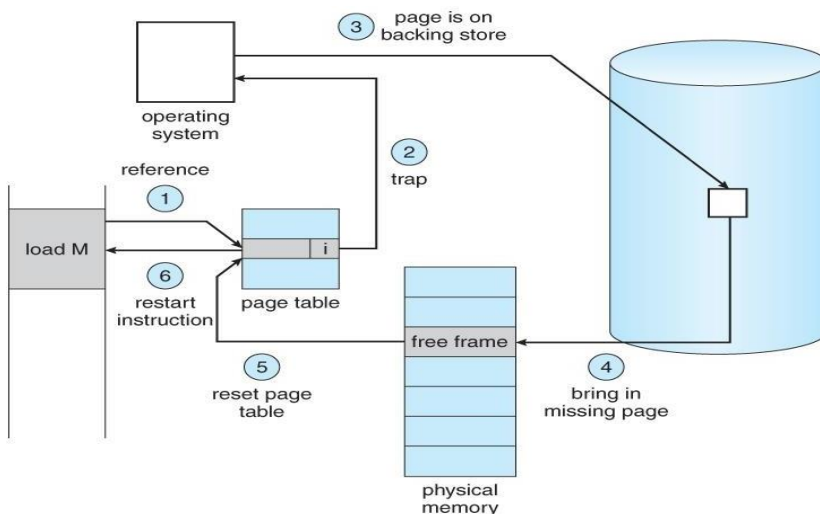 3
page is on
backing store
operating
system
2
trap
reference
1
load M
i
6
restart
instruction
page table
5
reset page
table
free frame
4
bring in
missing page
physical
memory